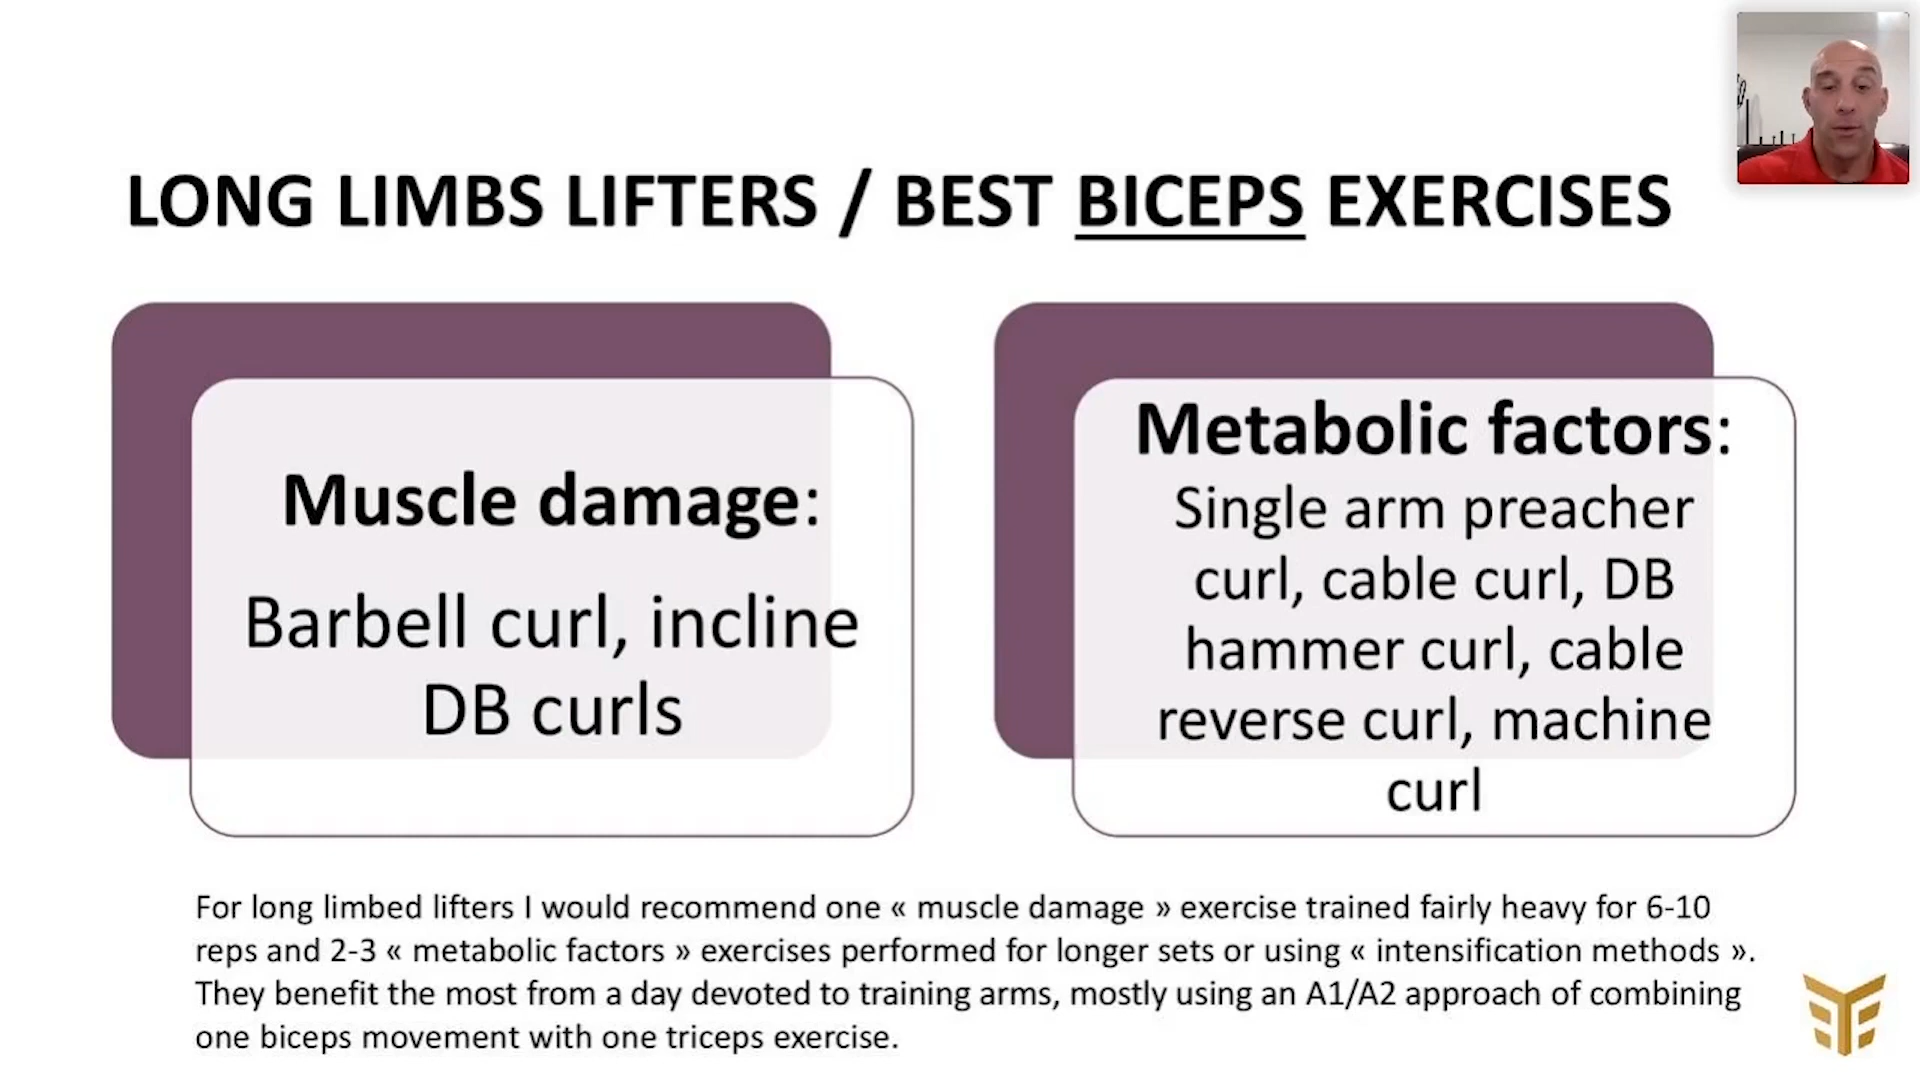 LONG LIMBS LIFTERS / BEST BICEPS EXERCISES
Muscle damage:
Barbell curl, incline
DB curls
Metabolic factors:
Single arm preacher
curl, cable curl, DB
hammer curl, cable
reverse curl, machine
curl
For long limbed lifters I would recommend one « muscle damage » exercise trained fairly heavy for 6-10
reps and 2-3 « metabolic factors » exercises performed for longer sets or using « intensification methods ».
They benefit the most from a day devoted to training arms, mostly using an A1/A2 approach of combining
one biceps movement with one triceps exercise.